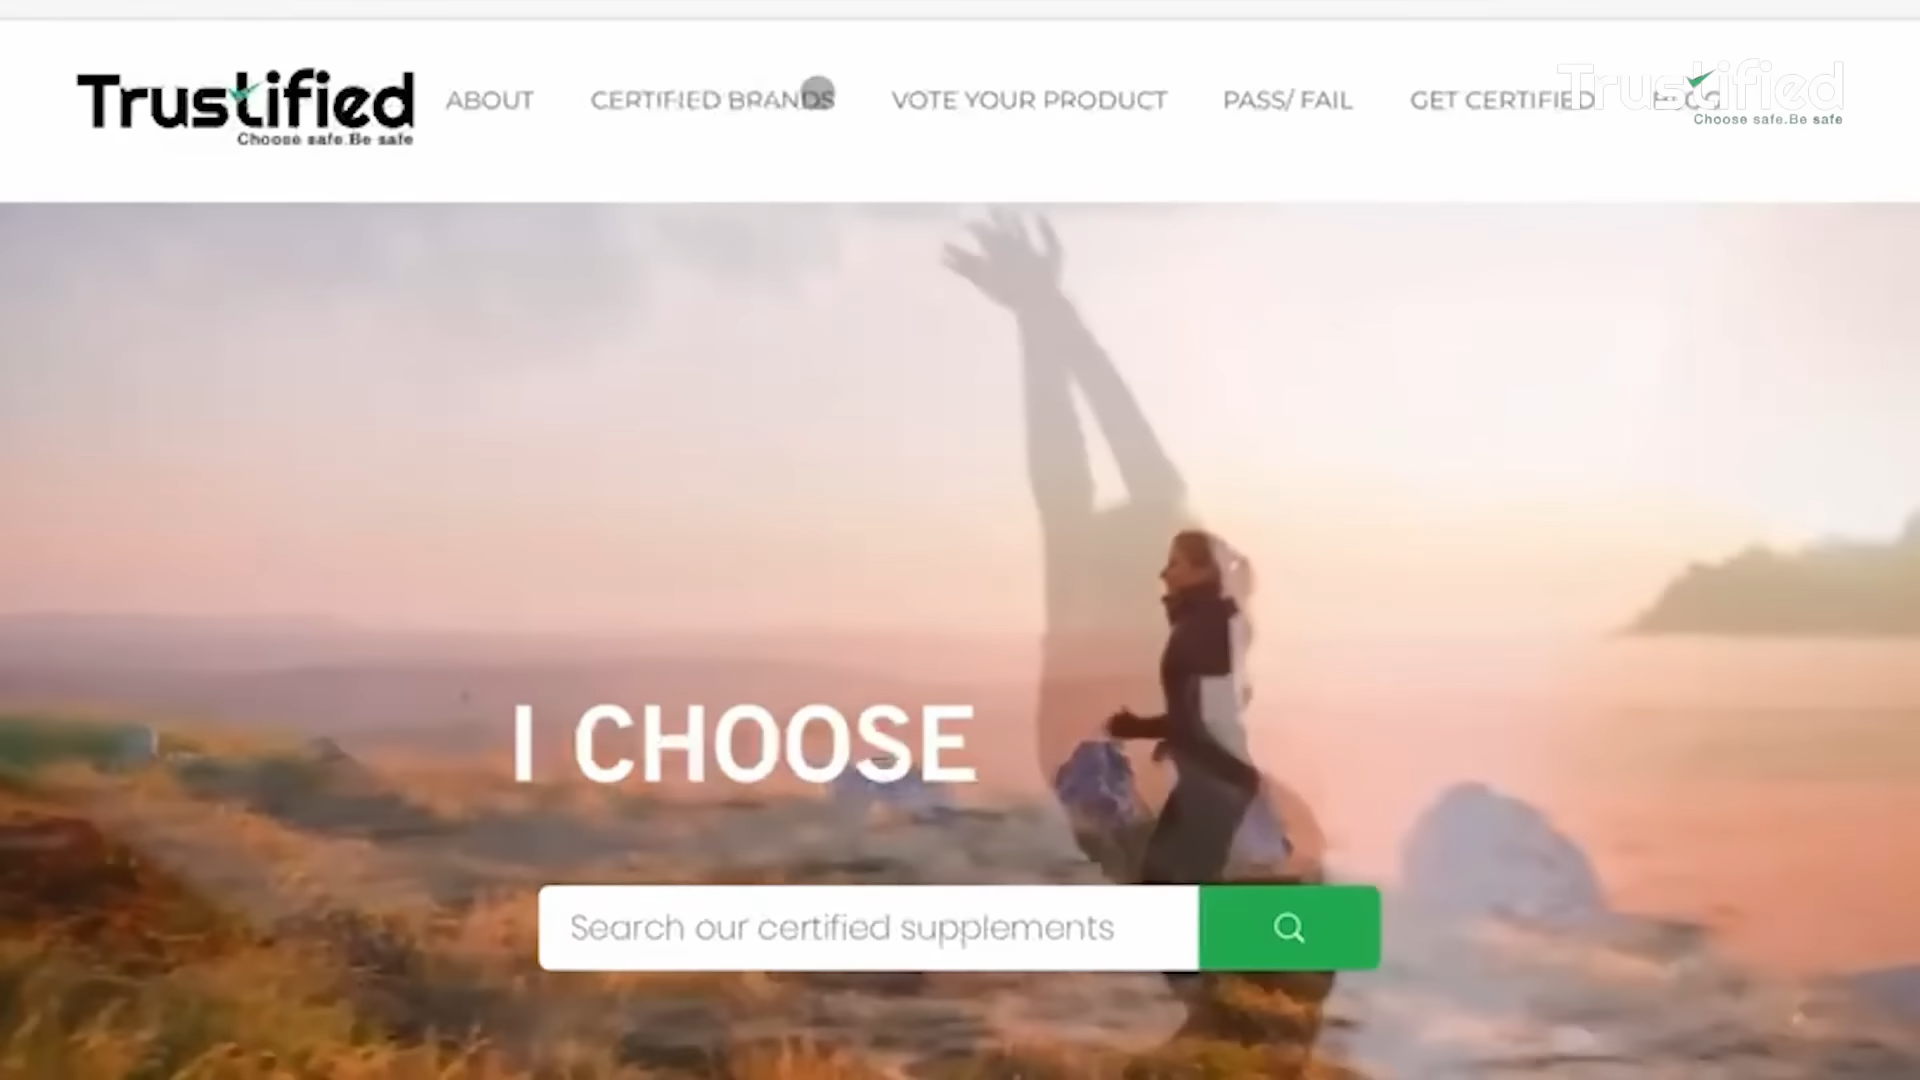 Trustified
Choose safe.Be safe
ABOUT
CERTIFIED BRANDS
VOTE YOUR PRODUCT
PASS/ FAIL
GET CERTIFIED
BLOG
Trustified
Choose safe.Be safe
I CHOOSE
Search our certified supplements